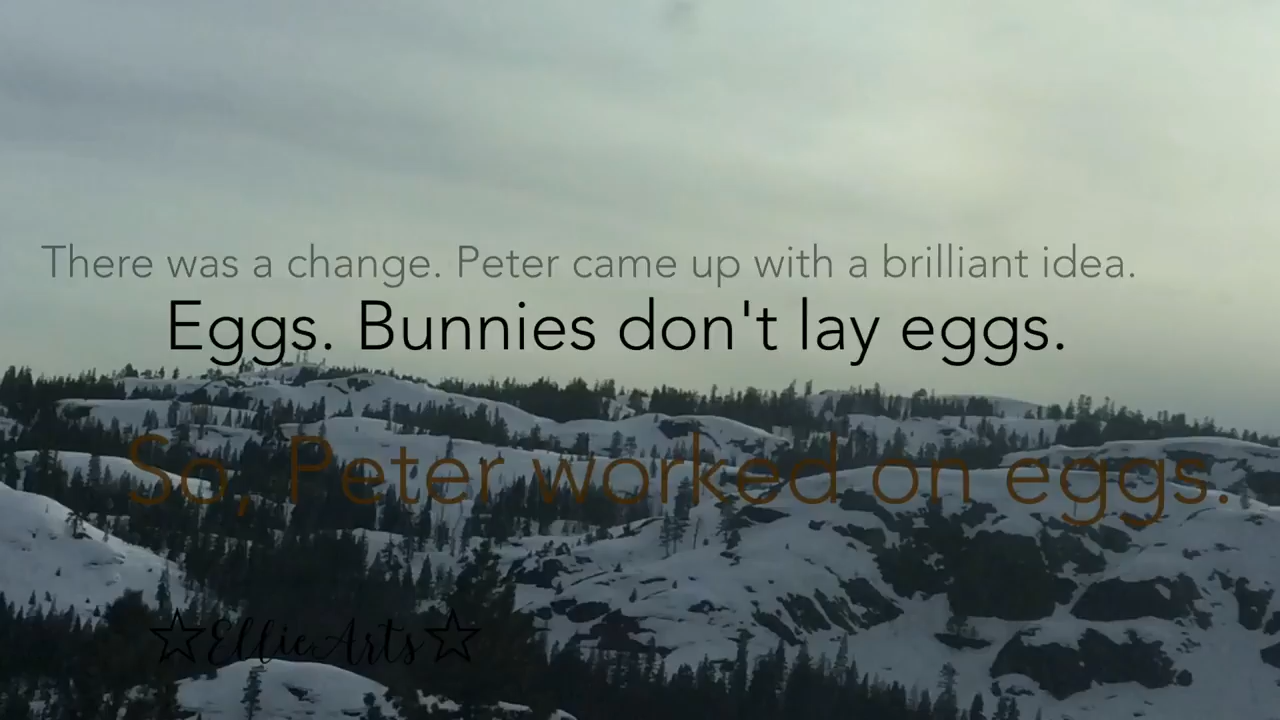 There was a change. Peter came up with a brilliant idea.
Eggs. Bunnies don't lay eggs.
So, Peter worked on eggs.
☆EllieArts☆